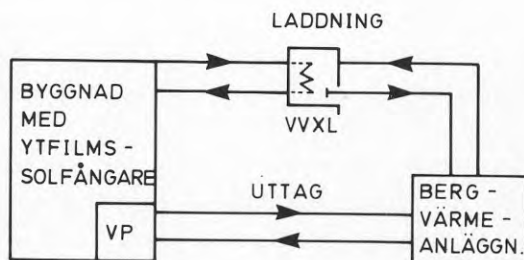 LADDNING
BYGGNAD
MED
YTFILMS -
SOLFÅNGARE
VVXL
UTTAG
VP
BERG -
VÄRME -
ANLÄGGN.